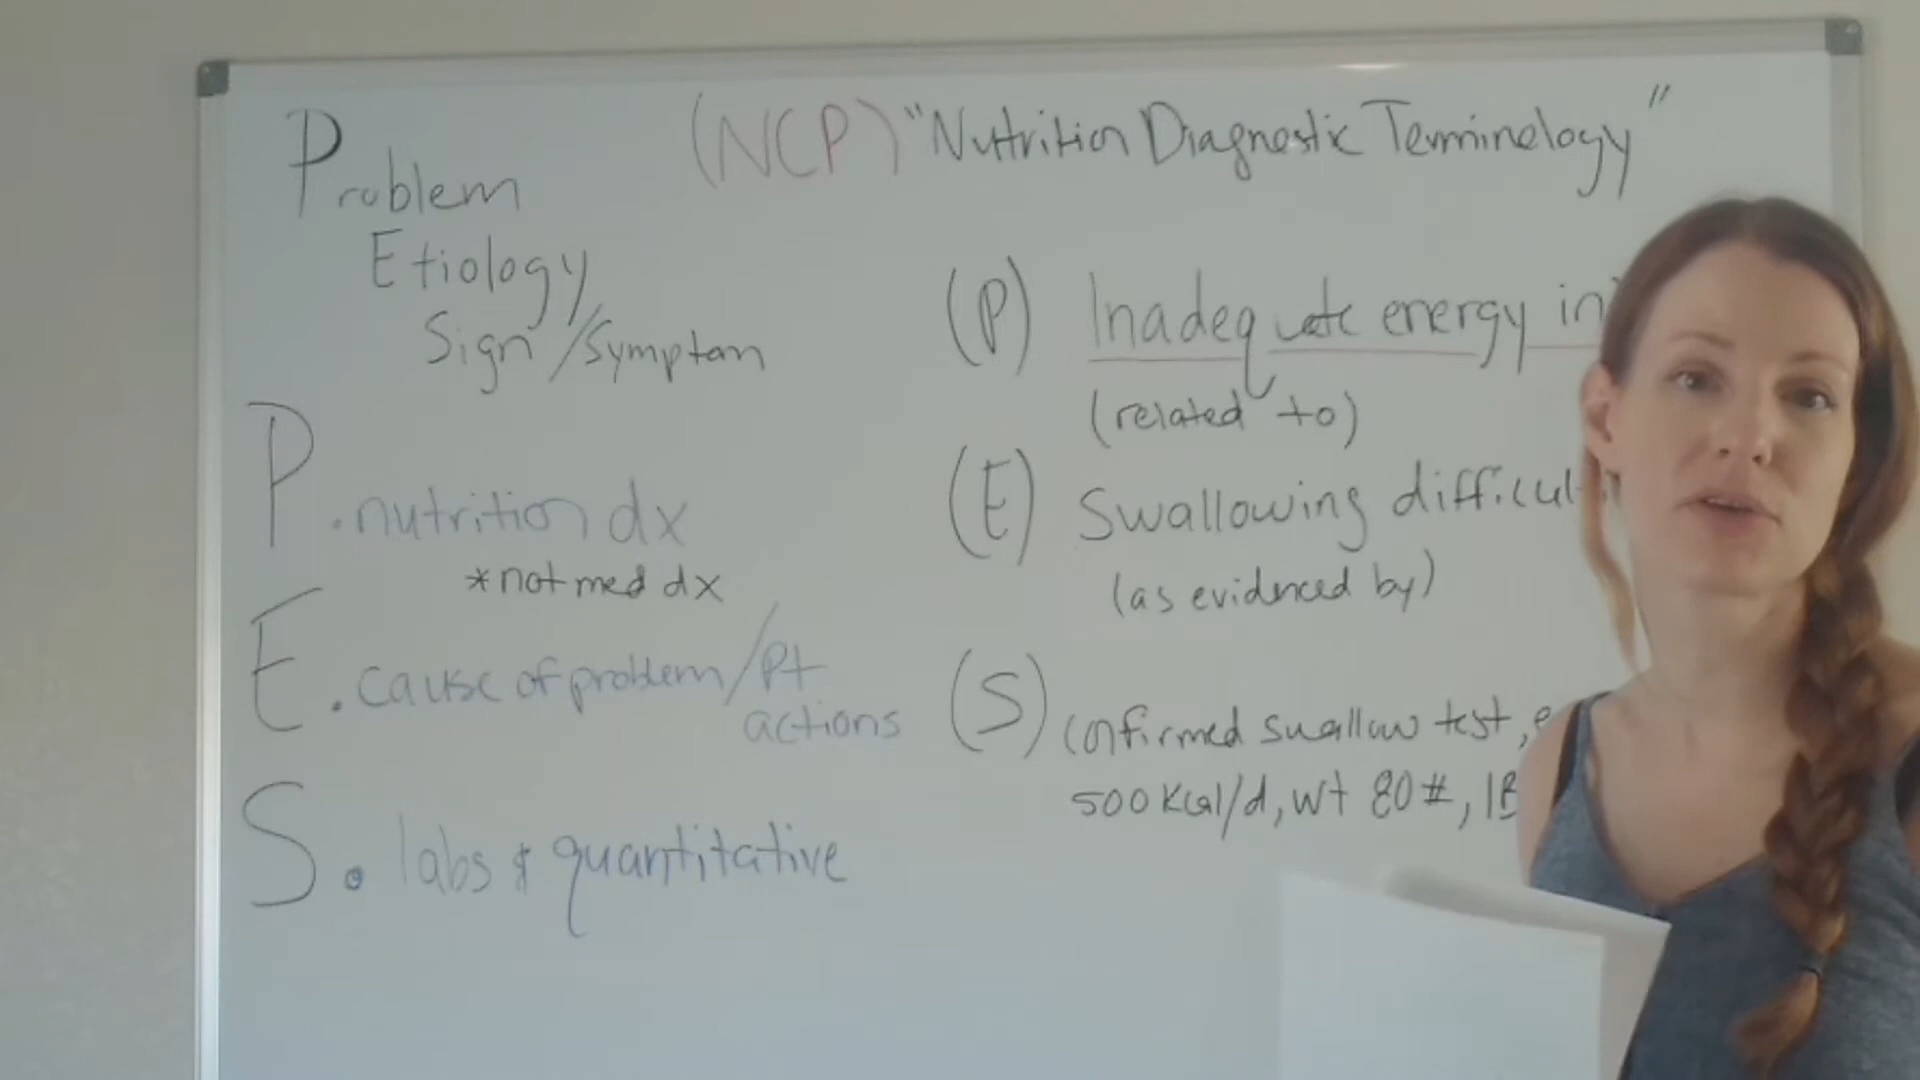 Problem
Etiology
Sign/Symptom
P. nutrition dx
*not med dx
E. cause of problem/Pt
actions
S. labs & quantitative
(NCP) "Nutrition Diagnostic Terminology"
(P) Inadequate energy in
(related to)
(E) Swallowing difficul
(as evidenced by)
(S) confirmed swallow test,
500 Kcal/d, wt 80#, IB